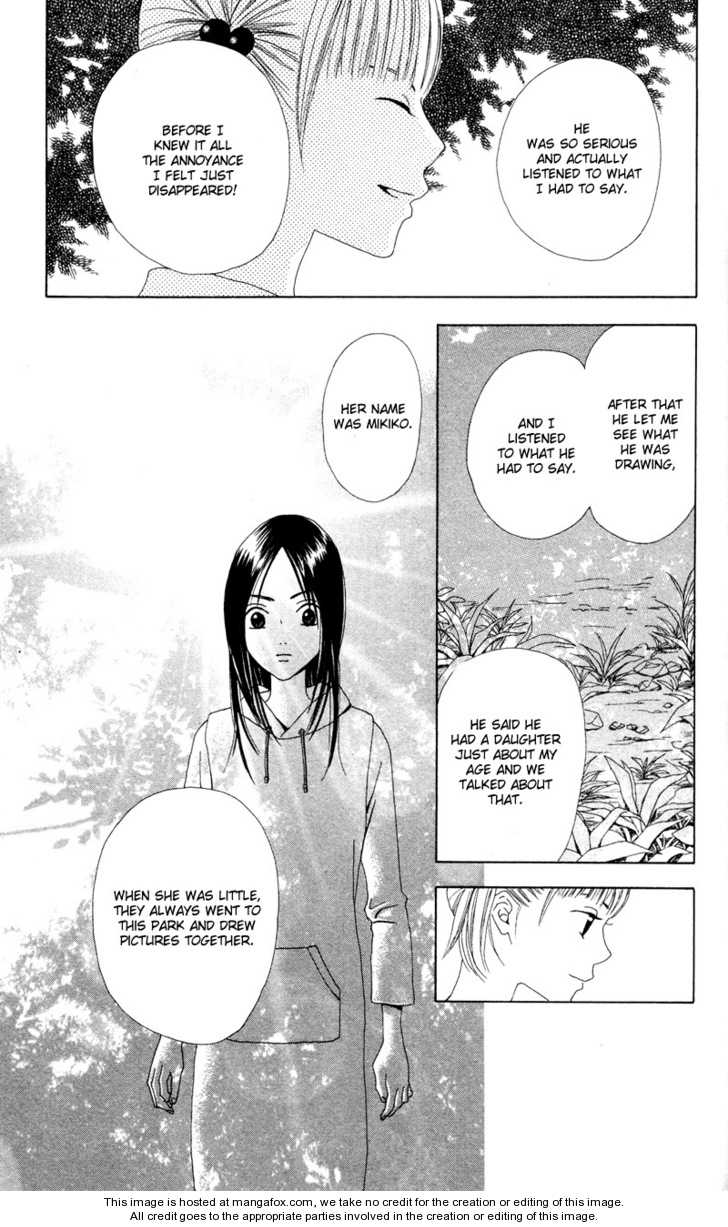 HE
WAS SO SERIOUS
AND ACTUALLY
LISTENED TO WHAT
I HAD TO SAY.
BEFORE I
KNEW IT ALL
THE ANNOYANCE
I FELT JUST
DISAPPEARED!
AFTER THAT
HE LET ME
SEE WHAT
HE WAS
DRAWING,
AND I
LISTENED
TO WHAT HE
HAD TO SAY.
HE SAID HE
HAD A DAUGHTER
JUST ABOUT MY
AGE AND WE
TALKED ABOUT
THAT.
HER NAME
WAS MIKIKO.
WHEN SHE WAS LITTLE,
THEY ALWAYS WENT TO
THIS PARK AND DREW
PICTURES TOGETHER.
This image is hosted at mangafox.com, we take no credit for the creation or editing of this image.
All credit goes to the appropriate parties involved in the creation or editing of this image.